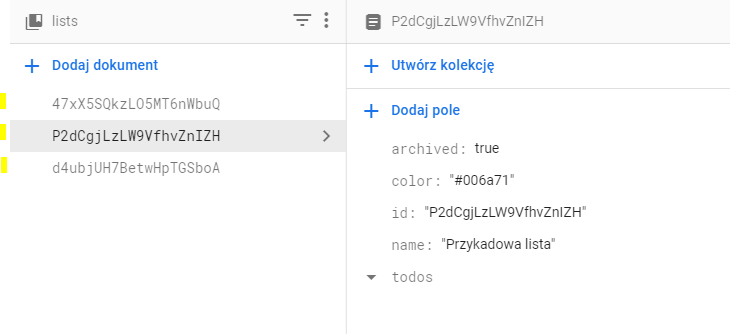 lists
Dodaj dokument
47xX5SQkzLO5MT6nWbuQ
P2dCgjLzLW9VfhvZnIZH
d4ubjUH7BetwHpTGSboA
P2dCgjLzLW9VfhvZnIZH
Utwórz kolekcję
Dodaj pole
archived: true
color: "#006a71"
id: "P2dCgjLzLW9VfhvZnIZH"
name: "Przykadowa lista"
todos